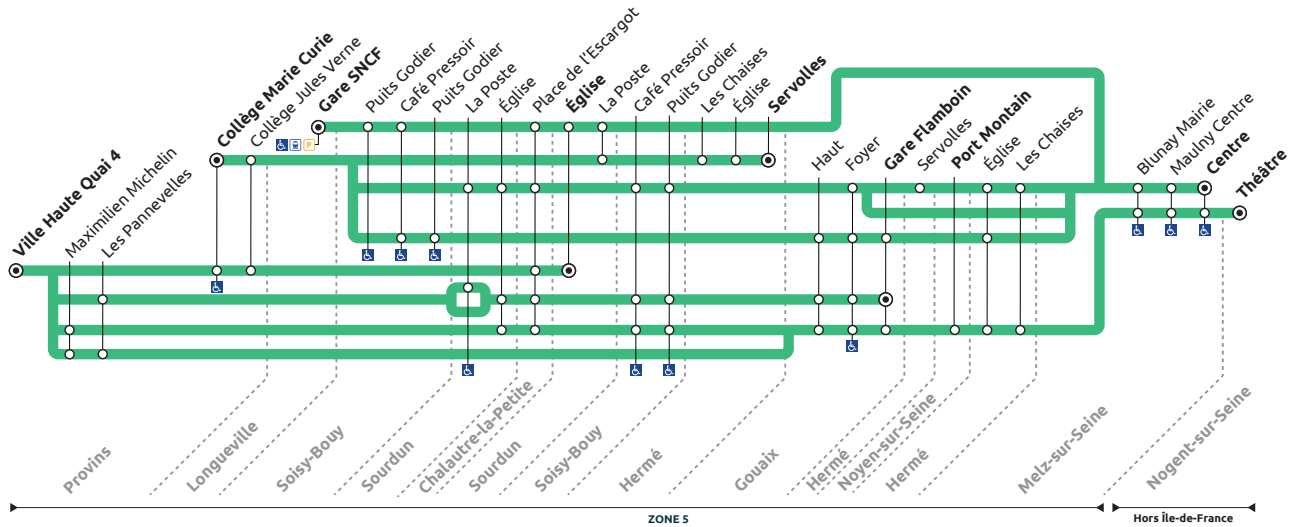 Ville Haute Quai 4
Maximilien Michelin
Les Pannevelles
Collège Marie Curie
Collège Jules Verne
Gare SNCF
P
Puits Godier
Café Pressoir
Puits Godier
La Poste
Église
Place de l'Escargot
Église
La Poste
Café Pressoir
Puits Godier
Les Chaises
Église
Servolles
Haut
Foyer
Gare Flamboin
Servolles
Port Montain
Église
Les Chaises
Blunay Mairie
Maulny Centre
Centre
Théâtre
Provins
Longueville
Soisy-Bouy
Sourdun
Chalautre-la-Petite
Sourdun
Soisy-Bouy
Hermé
Gouaix
Hermé
Noyen-sur-Seine
Hermé
Melz-sur-Seine
Nogent-sur-Seine
ZONE 5
Hors Île-de-France